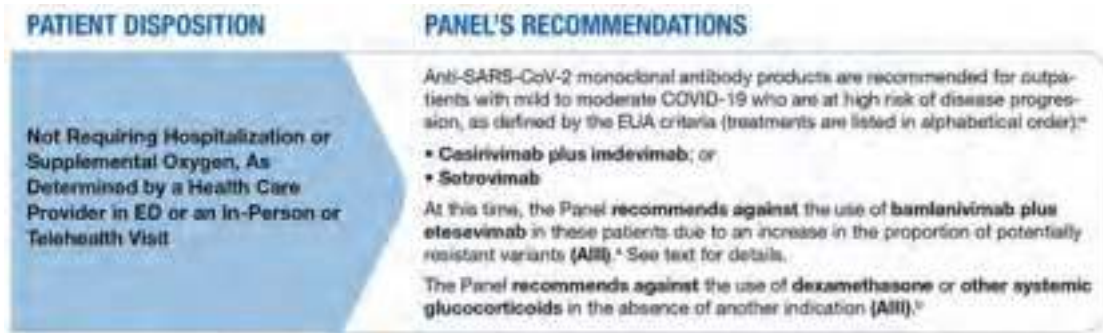 PATIENT DISPOSITION
PANEL'S RECOMMENDATIONS
Not Requiring Hospitalization or
Supplemental Oxygen, As
Determined by a Health Care
Provider in ED or an In-Person or
Telehealth Visit
Anti-SARS-CoV-2 monoclonal antibody products are recommended for outpa-
tients with mild to moderate COVID-19 who are at high risk of disease progres-
sion, as defined by the EUA criteria (treatments are listed in alphabetical order):ᵃ
• Casirivimab plus imdevimab; or
• Sotrovimab
At this time, the Panel recommends against the use of bamlanivimab plus
etesevimab in these patients due to an increase in the proportion of potentially
resistant variants (AIII).ᵃ See text for details.
The Panel recommends against the use of dexamethasone or other systemic
glucocorticoids in the absence of another indication (AIII).ᵇ